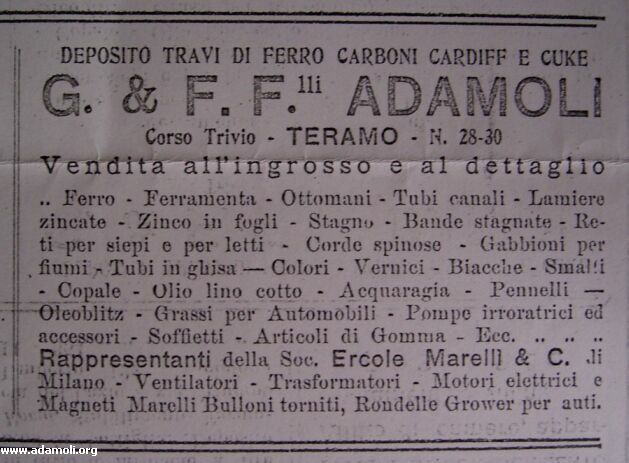 DEPOSITO TRAVI DI FERRO CARBONI CARDIFF E CUKE
G. & F. F.lli ADAMOLI
Corso Trivio - TERAMO - N. 28-30
Vendita all'ingrosso e al dettaglio
.. Ferro - Ferramenta - Ottomani - Tubi canali - Lamiere
zincate - Zinco in fogli - Stagno - Bande stagnate - Re-
ti per siepi e per letti - Corde spinose - Gabbioni per
fiumi - Tubi in ghisa — Colori - Vernici - Biacche - Smalti
- Copale - Olio lino cotto - Acquaragia - Pennelli —
Oleoblitz - Grassi per Automobili - Pompe irroratrici ed
accessori - Soffietti - Articoli di Gomma - Ecc. .. .. ..
Rappresentanti della Soc. Ercole Marelli & C. di
Milano - Ventilatori - Trasformatori - Motori elettrici e
Magneti Marelli Bulloni torniti, Rondelle Grower per auti.
www.adamoli.org